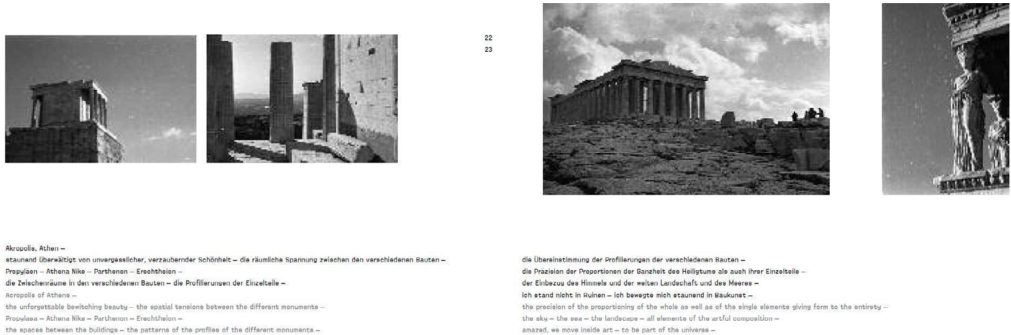 22
23
Akropolis, Athen –
staunend überwältigt von unvergesslicher, verzaubernder Schönheit – die räumliche Spannung zwischen den verschiedenen Bauten –
Propyläen – Athena Nike – Parthenon – Erechtheion –
die Zwischenräume in den verschiedenen Bauten – die Profilierungen der Einzelteile –
Acropolis of Athens –
the unforgettable bewitching beauty – the spatial tensions between the different monuments –
Propylaea – Athena Nike – Parthenon – Erechtheion –
the spaces between the buildings – the patterns of the profiles of the different monuments –
die Übereinstimmung der Profilierungen der verschiedenen Bauten –
die Präzision der Proportionen der Ganzheit des Heiligtums als auch ihrer Einzelteile –
der Einbezug des Himmels und der weiten Landschaft und des Meeres –
ich stand nicht in Ruinen – ich bewegte mich staunend in Baukunst –
the precision of the proportioning of the whole as well as of the single elements giving form to the entirety –
the sky – the sea – the landscape – all elements of the artful composition –
amazed, we move inside art – to be part of the universe –